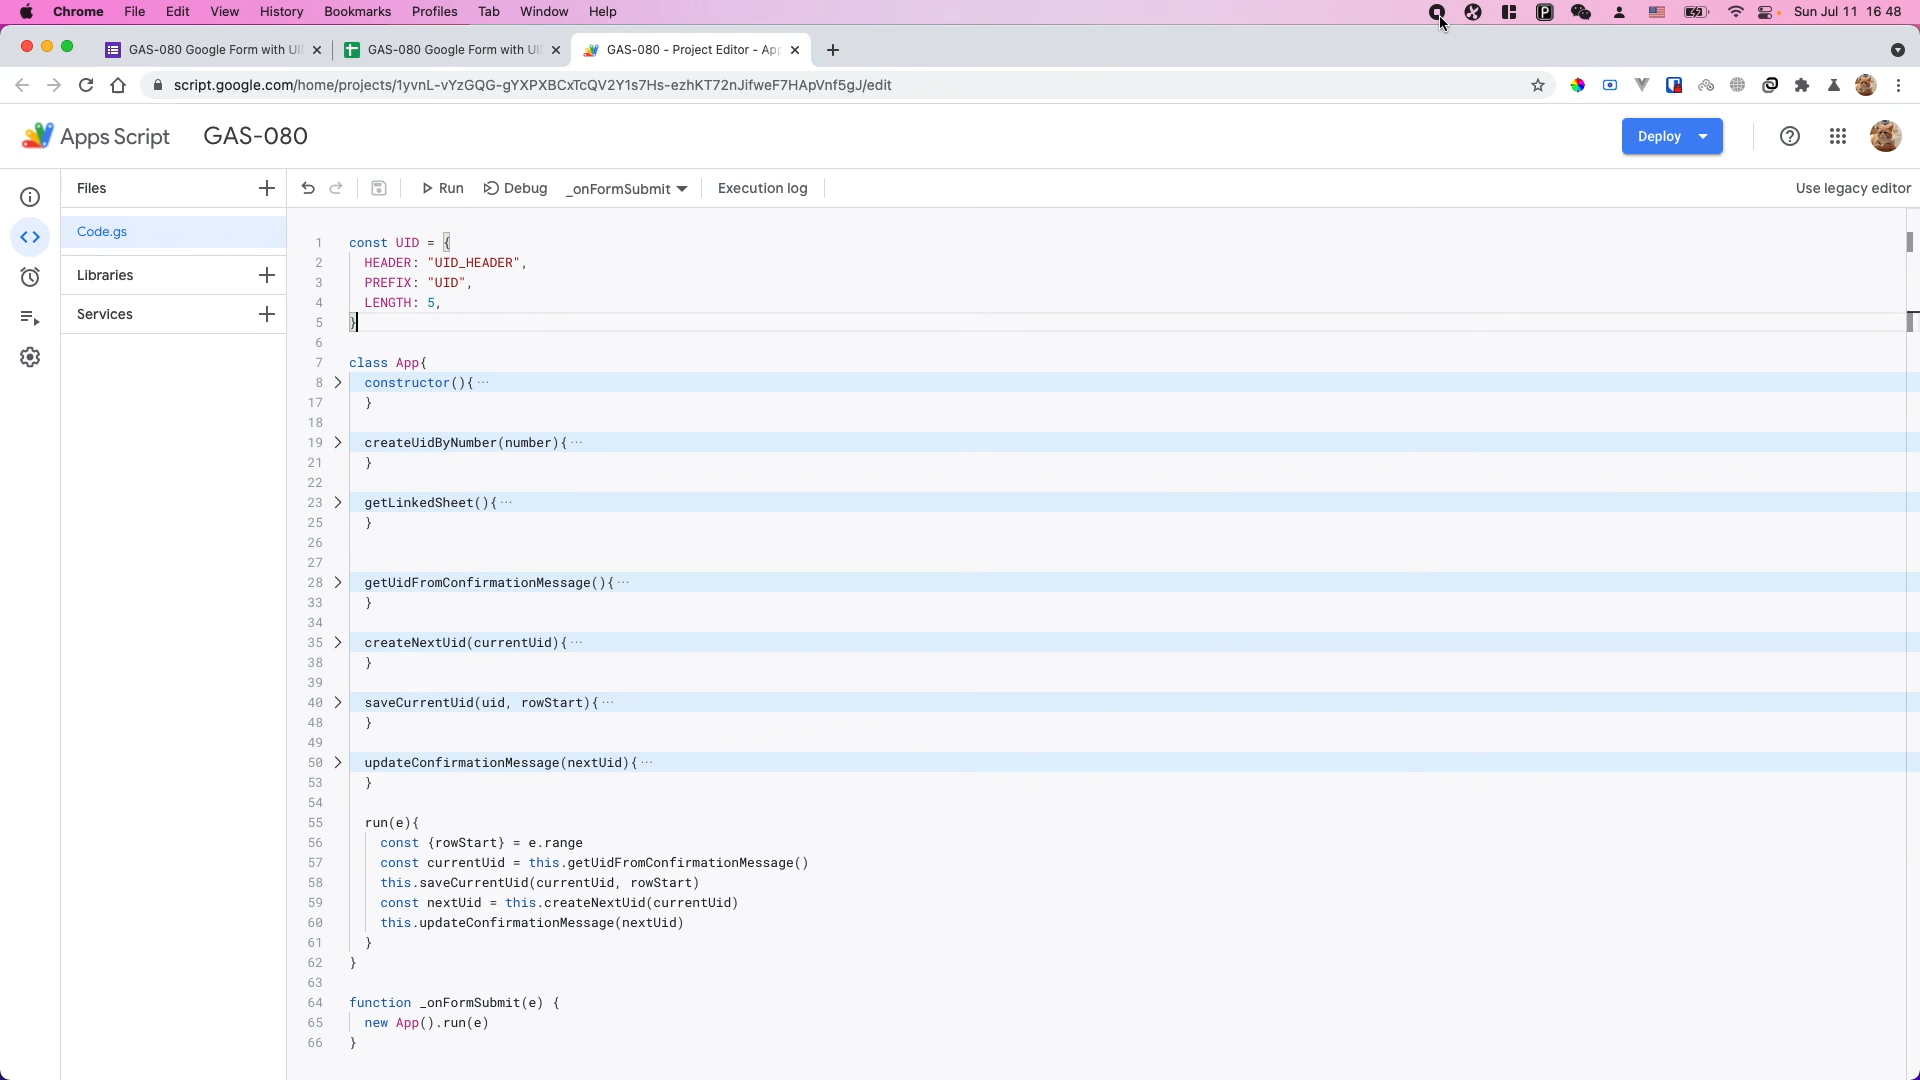 Chrome File Edit View History Bookmarks Profiles Tab Window Help Sun Jul 11 16 48
GAS-080 Google Form with UI GAS-080 Google Form with UI GAS-080 - Project Editor - App
script.google.com/home/projects/1yvnL-vYzGQG-gYXPXBCxTcQV2Y1s7Hs-ezhKT72nJifweF7HApVnf5gJ/edit
Apps Script GAS-080 Deploy
Files Run Debug _onFormSubmit Execution log Use legacy editor
Code.gs
Libraries
Services
1 const UID = {
2 HEADER: "UID_HEADER",
3 PREFIX: "UID",
4 LENGTH: 5,
5 }
6
7 class App{
8 constructor(){ ···
17 }
18
19 createUidByNumber(number){ ···
21 }
22
23 getLinkedSheet(){ ···
25 }
26
27
28 getUidFromConfirmationMessage(){ ···
33 }
34
35 createNextUid(currentUid){ ···
38 }
39
40 saveCurrentUid(uid, rowStart){ ···
48 }
49
50 updateConfirmationMessage(nextUid){ ···
53 }
54
55 run(e){
56 const {rowStart} = e.range
57 const currentUid = this.getUidFromConfirmationMessage()
58 this.saveCurrentUid(currentUid, rowStart)
59 const nextUid = this.createNextUid(currentUid)
60 this.updateConfirmationMessage(nextUid)
61 }
62 }
63
64 function _onFormSubmit(e) {
65 new App().run(e)
66 }